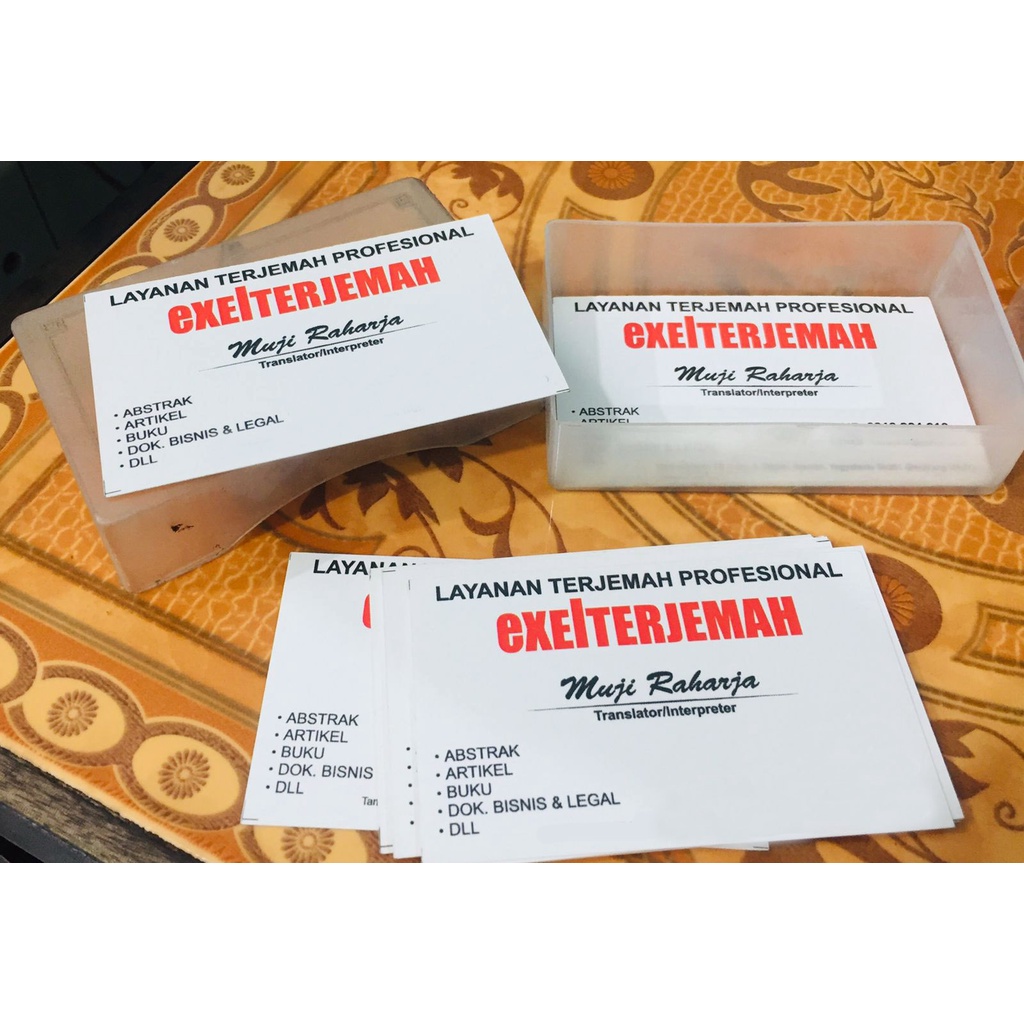 LAYANAN TERJEMAH PROFESIONAL
exelTERJEMAH
Muji Raharja
Translator/Interpreter
• ABSTRAK
• ARTIKEL
• BUKU
• DOK. BISNIS & LEGAL
• DLL
LAYANAN TERJEMAH PROFESIONAL
exelTERJEMAH
Muji Raharja
Translator/Interpreter
• ABSTRAK
ARTIKEL
• ABSTRAK
• ARTIKEL
• BUKU
• DOK. BISNIS
• DLL
LAYANAN TERJEMAH PROFESIONAL
exelTERJEMAH
Muji Raharja
Translator/Interpreter
• ABSTRAK
• ARTIKEL
• BUKU
• DOK. BISNIS & LEGAL
• DLL